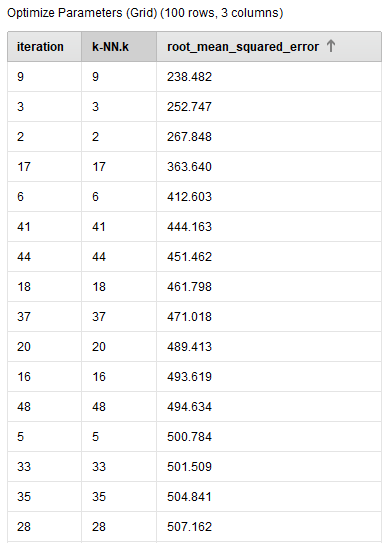 Optimize Parameters (Grid) (100 rows, 3 columns)
iteration k-NN.k root_mean_squared_error ↑
9 9 238.482
3 3 252.747
2 2 267.848
17 17 363.640
6 6 412.603
41 41 444.163
44 44 451.462
18 18 461.798
37 37 471.018
20 20 489.413
16 16 493.619
48 48 494.634
5 5 500.784
33 33 501.509
35 35 504.841
28 28 507.162